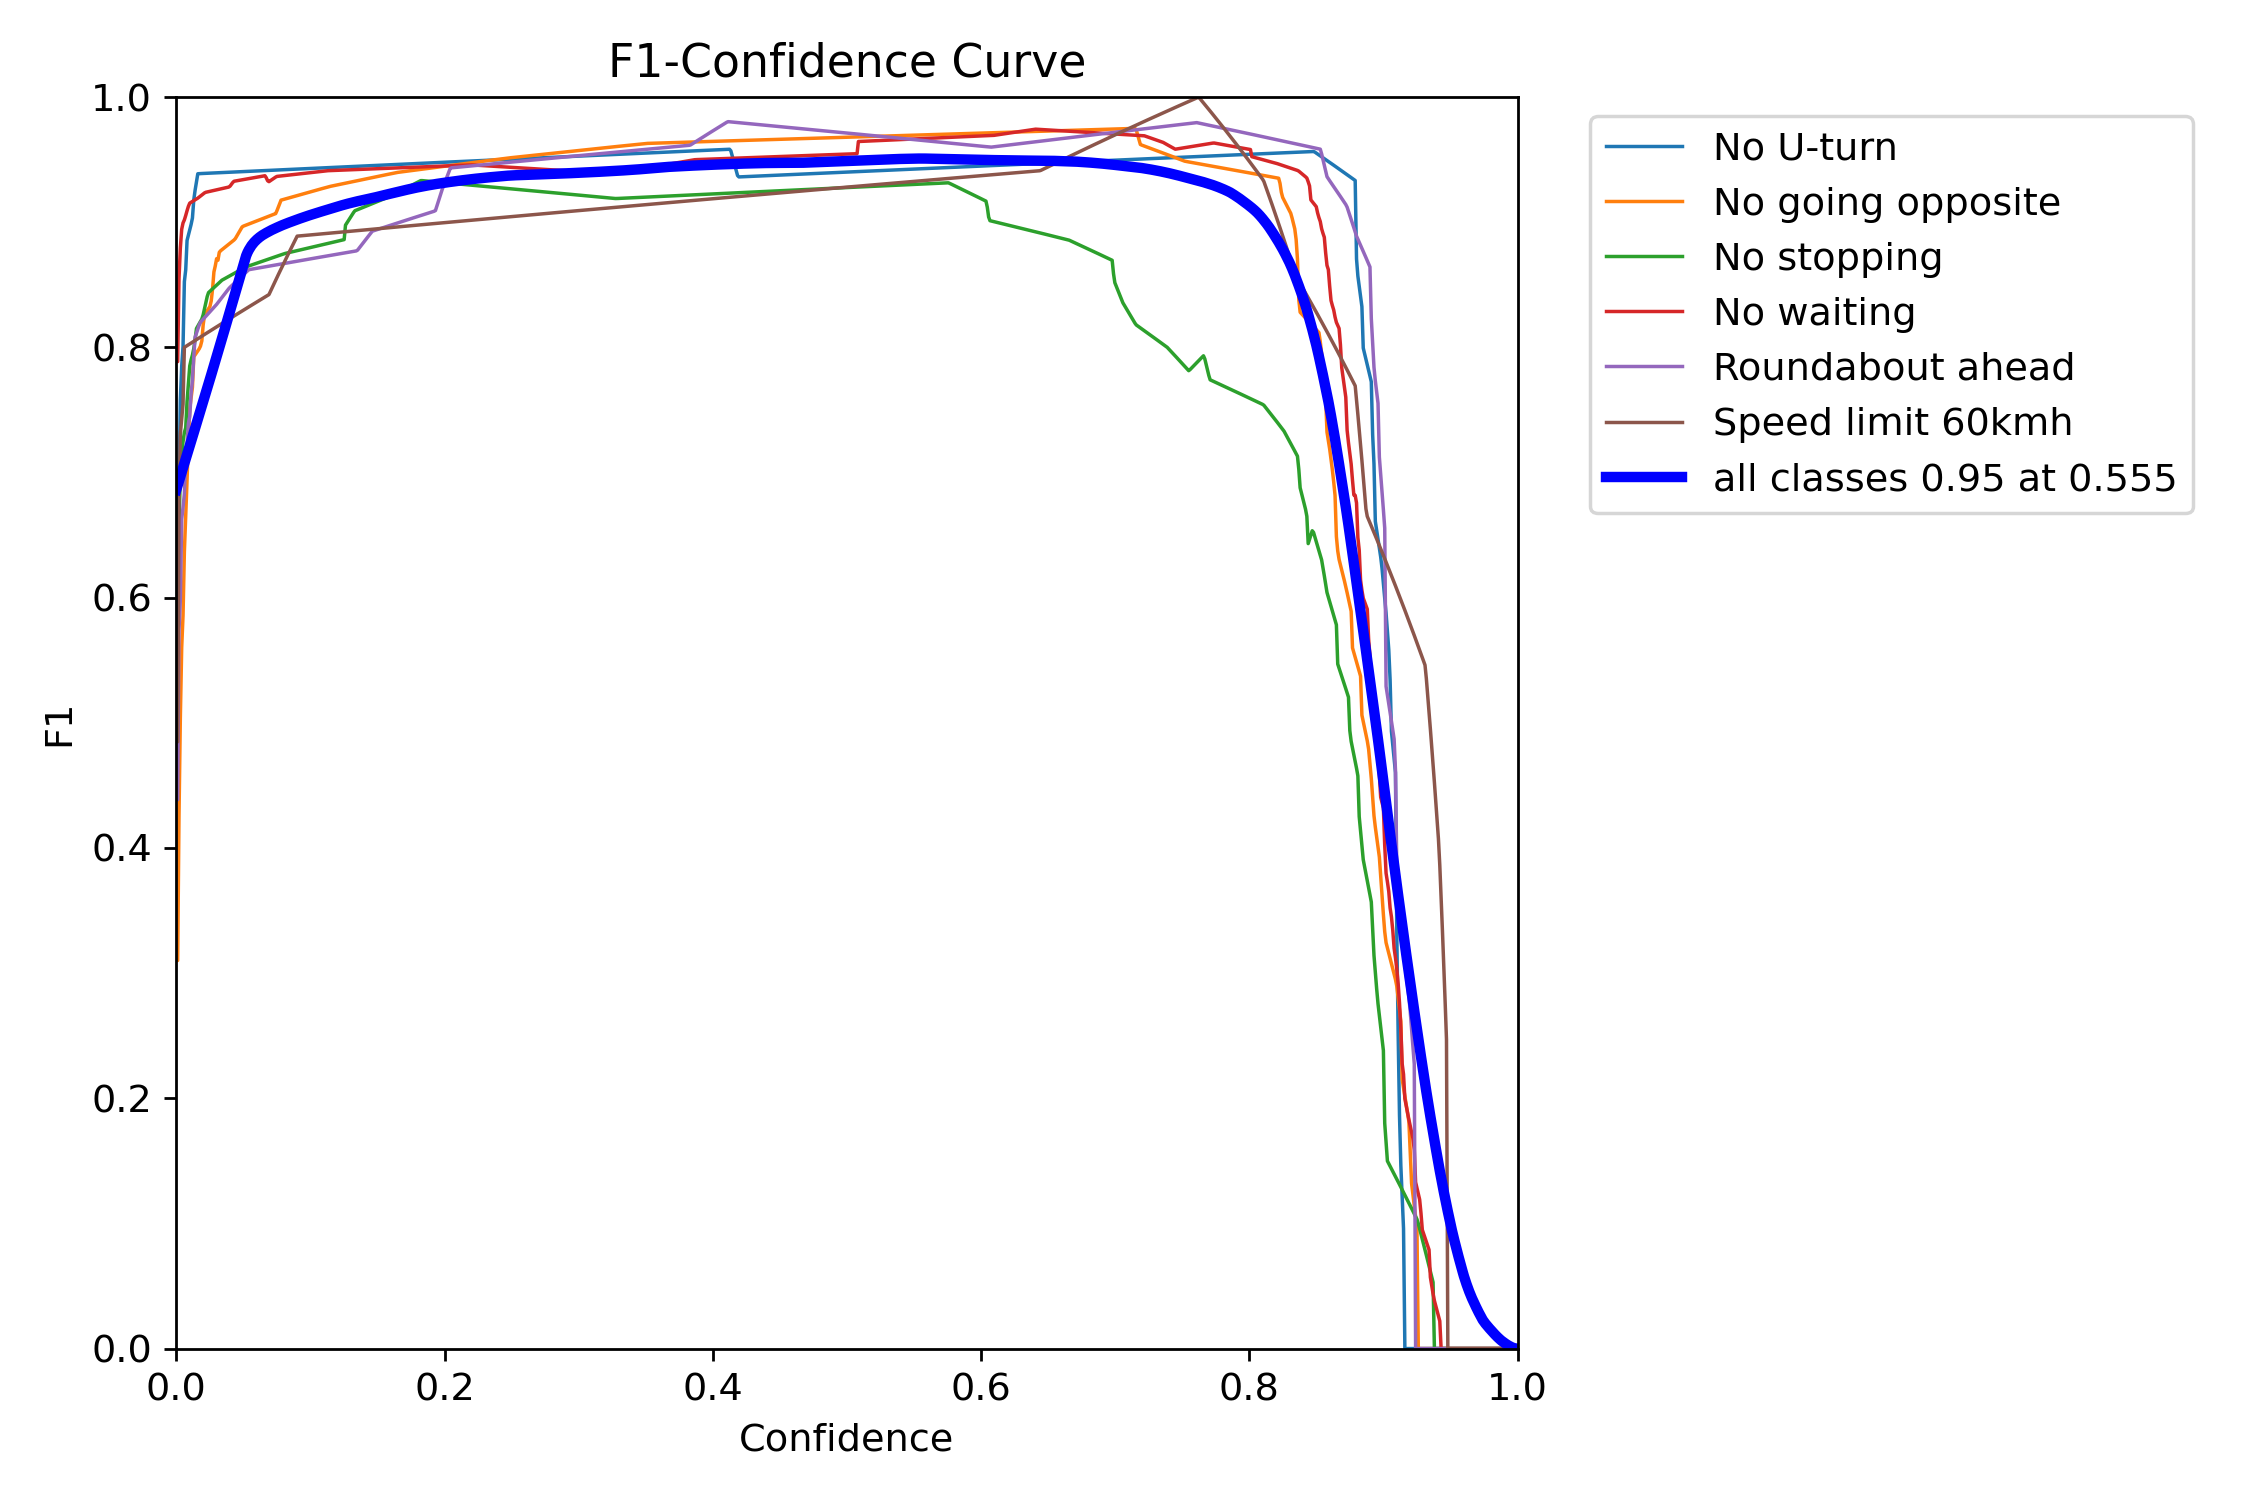 F1-Confidence Curve
1.0
0.8
0.6
0.4
0.2
0.0
F1
0.0 0.2 0.4 0.6 0.8 1.0
Confidence
No U-turn
No going opposite
No stopping
No waiting
Roundabout ahead
Speed limit 60kmh
all classes 0.95 at 0.555